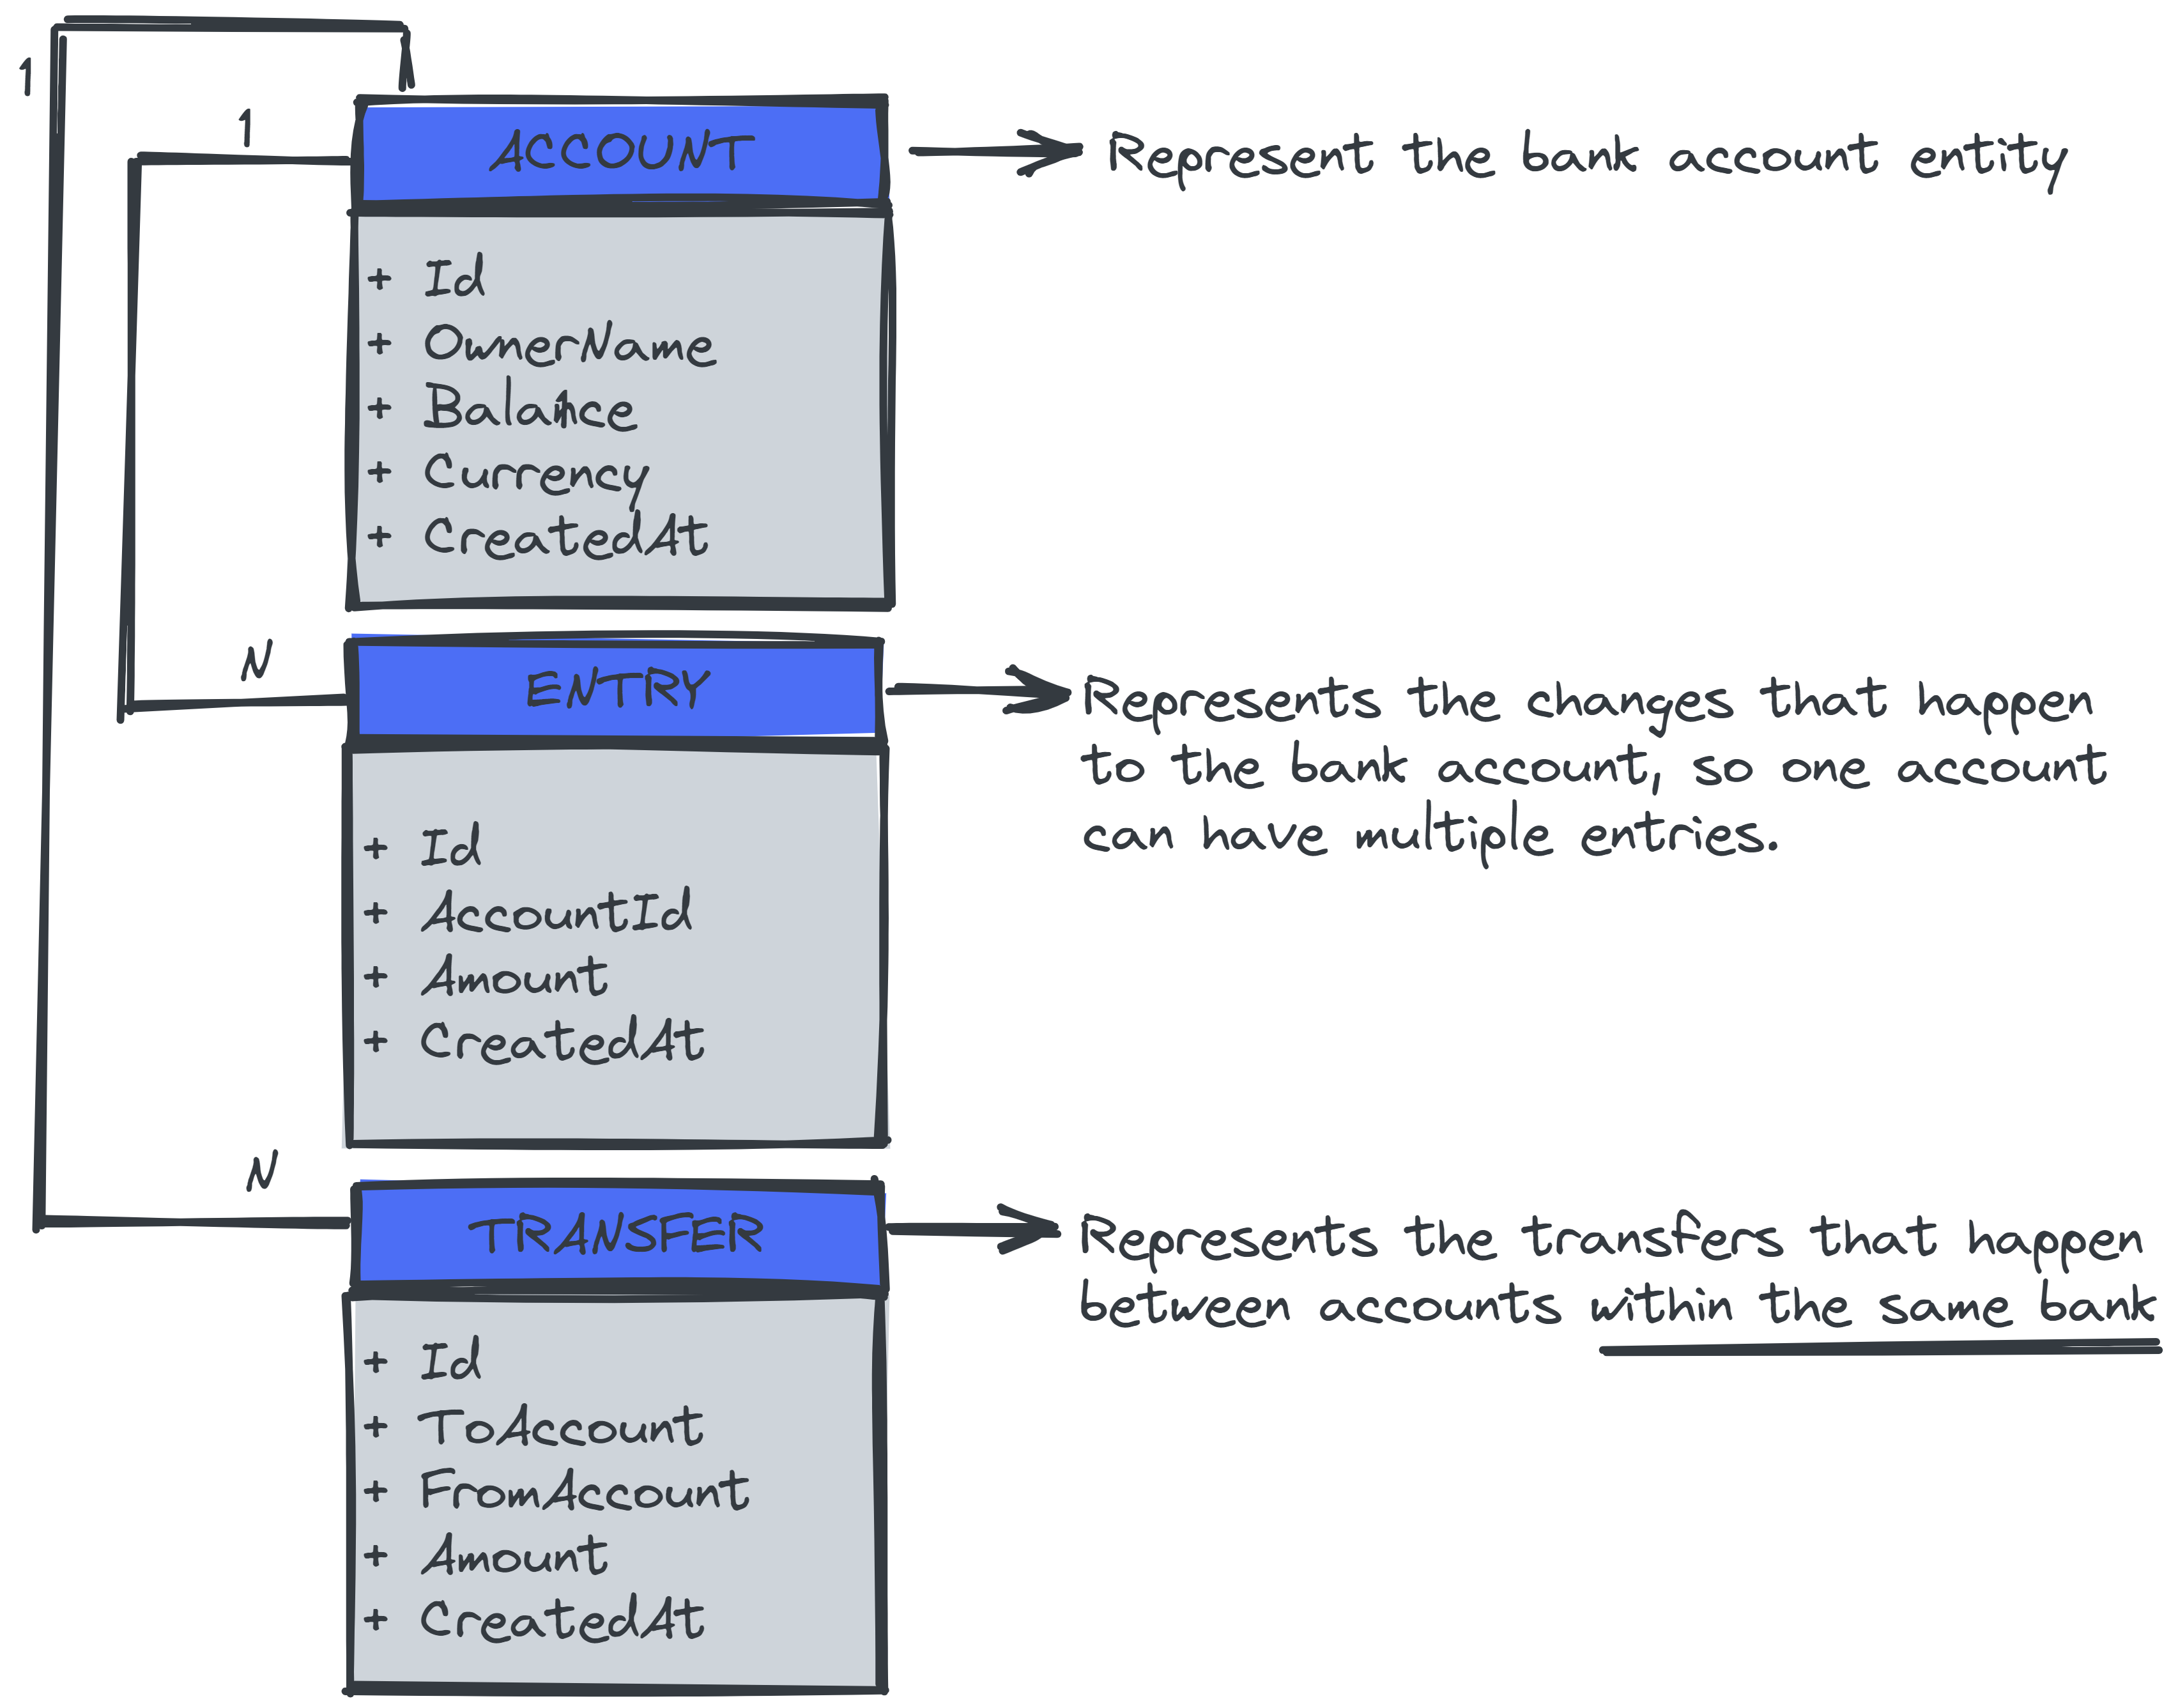 1
1
ACCOUNT
Represent the bank account entity
+ Id
+ OwnerName
+ Balance
+ Currency
+ CreatedAt
N
ENTRY
Represents the changes that happen
to the bank account, so one account
can have multiple entries.
+ Id
+ AccountId
+ Amount
+ CreatedAt
N
TRANSFER
Represents the transfers that happen
between accounts within the same bank
+ Id
+ ToAccount
+ FromAccount
+ Amount
+ CreatedAt